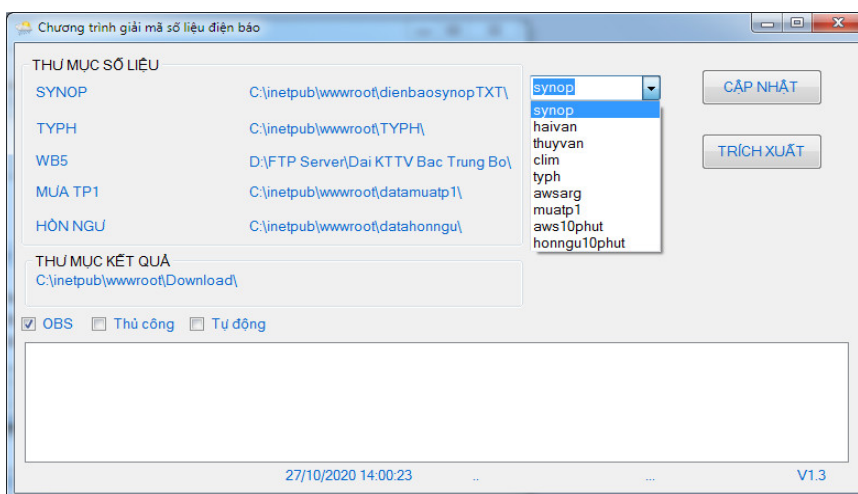 Chương trình giải mã số liệu điện báo
THƯ MỤC SỐ LIỆU
SYNOP C:\inetpub\wwwroot\dienbaosynopTXT\
TYPH C:\inetpub\wwwroot\TYPH\
WB5 D:\FTP Server\Dai KTTV Bac Trung Bo\
MƯA TP1 C:\inetpub\wwwroot\datamuatp1\
HÒN NGƯ C:\inetpub\wwwroot\datahonngu\
synop
synop
haivan
thuyvan
clim
typh
awsarg
muatp1
aws10phut
honngu10phut
CẬP NHẬT
TRÍCH XUẤT
THƯ MỤC KẾT QUẢ
C:\inetpub\wwwroot\Download\
OBS Thủ công Tự động
27/10/2020 14:00:23 .. ... V1.3